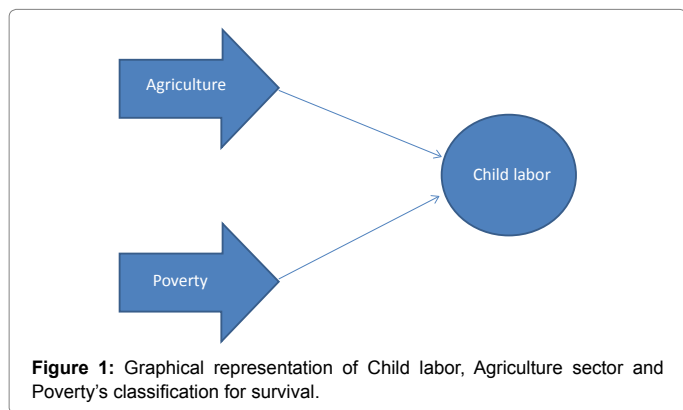 Agriculture
Child labor
Poverty
Figure 1: Graphical representation of Child labor, Agriculture sector and
Poverty’s classification for survival.